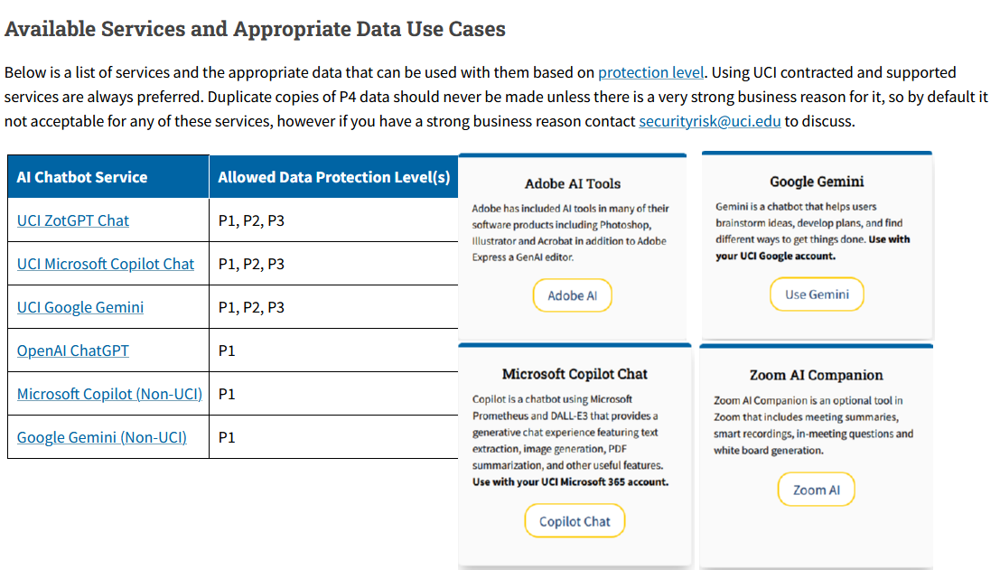 Available Services and Appropriate Data Use Cases
Below is a list of services and the appropriate data that can be used with them based on protection level. Using UCI contracted and supported
services are always preferred. Duplicate copies of P4 data should never be made unless there is a very strong business reason for it, so by default it
not acceptable for any of these services, however if you have a strong business reason contact securityrisk@uci.edu to discuss.
AI Chatbot Service Allowed Data Protection Level(s)
UCI ZotGPT Chat P1, P2, P3
UCI Microsoft Copilot Chat P1, P2, P3
UCI Google Gemini P1, P2, P3
OpenAI ChatGPT P1
Microsoft Copilot (Non-UCI) P1
Google Gemini (Non-UCI) P1
Adobe AI Tools
Adobe has included AI tools in many of their
software products including Photoshop,
Illustrator and Acrobat in addition to Adobe
Express a GenAI editor.
Adobe AI
Google Gemini
Gemini is a chatbot that helps users
brainstorm ideas, develop plans, and find
different ways to get things done. Use with
your UCI Google account.
Use Gemini
Microsoft Copilot Chat
Copilot is a chatbot using Microsoft
Prometheus and DALL-E3 that provides a
generative chat experience featuring text
extraction, image generation, PDF
summarization, and other useful features.
Use with your UCI Microsoft 365 account.
Copilot Chat
Zoom AI Companion
Zoom AI Companion is an optional tool in
Zoom that includes meeting summaries,
smart recordings, in-meeting questions and
white board generation.
Zoom AI